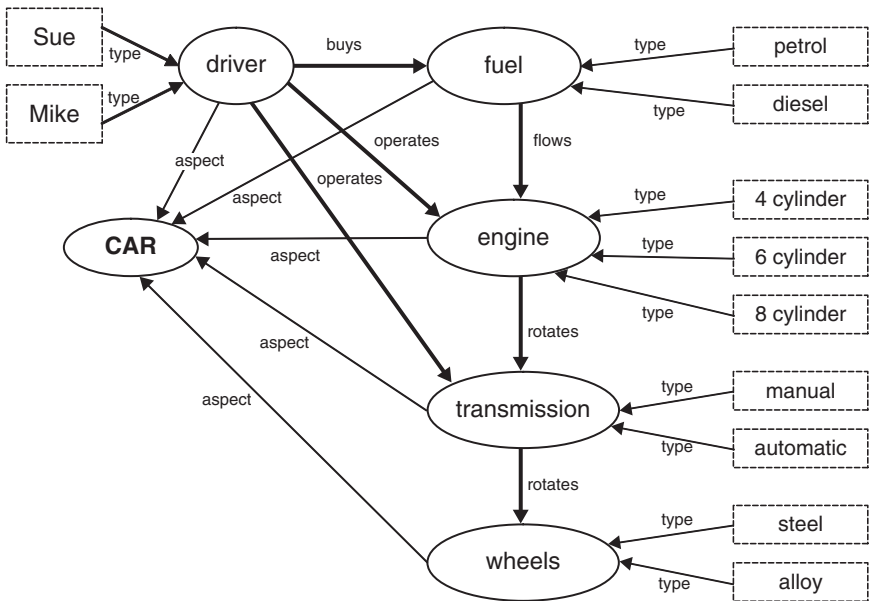 Sue
type
Mike
type
driver
buys
fuel
type
petrol
type
diesel
aspect
operates
operates
aspect
flows
CAR
aspect
engine
type
4 cylinder
type
6 cylinder
type
8 cylinder
rotates
aspect
aspect
transmission
type
manual
type
automatic
rotates
wheels
type
steel
type
alloy